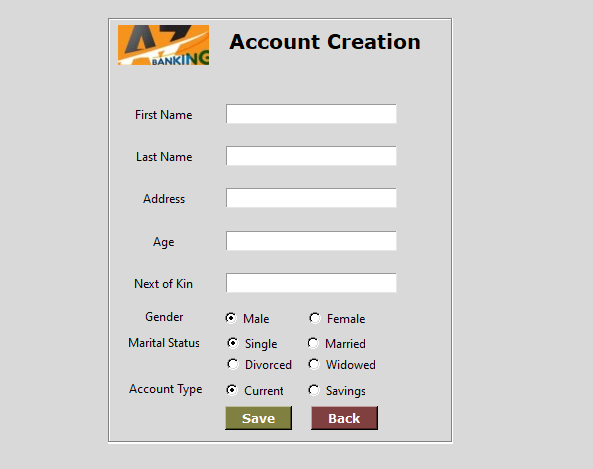 AZ
BANKING
Account Creation
First Name
Last Name
Address
Age
Next of Kin
Gender Male Female
Marital Status Single Married
Divorced Widowed
Account Type Current Savings
Save Back